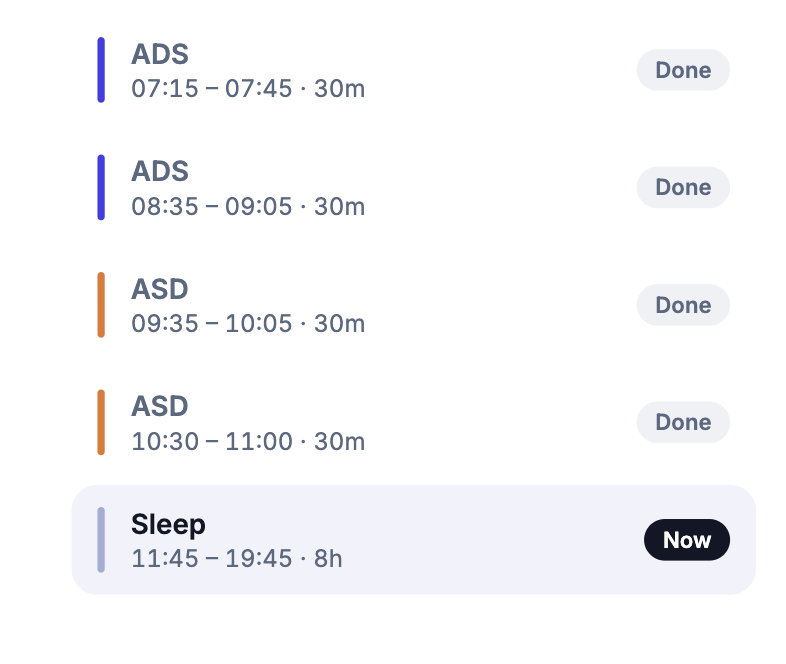 ADS
07:15 – 07:45 · 30m
Done
ADS
08:35 – 09:05 · 30m
Done
ASD
09:35 – 10:05 · 30m
Done
ASD
10:30 – 11:00 · 30m
Done
Sleep
11:45 – 19:45 · 8h
Now